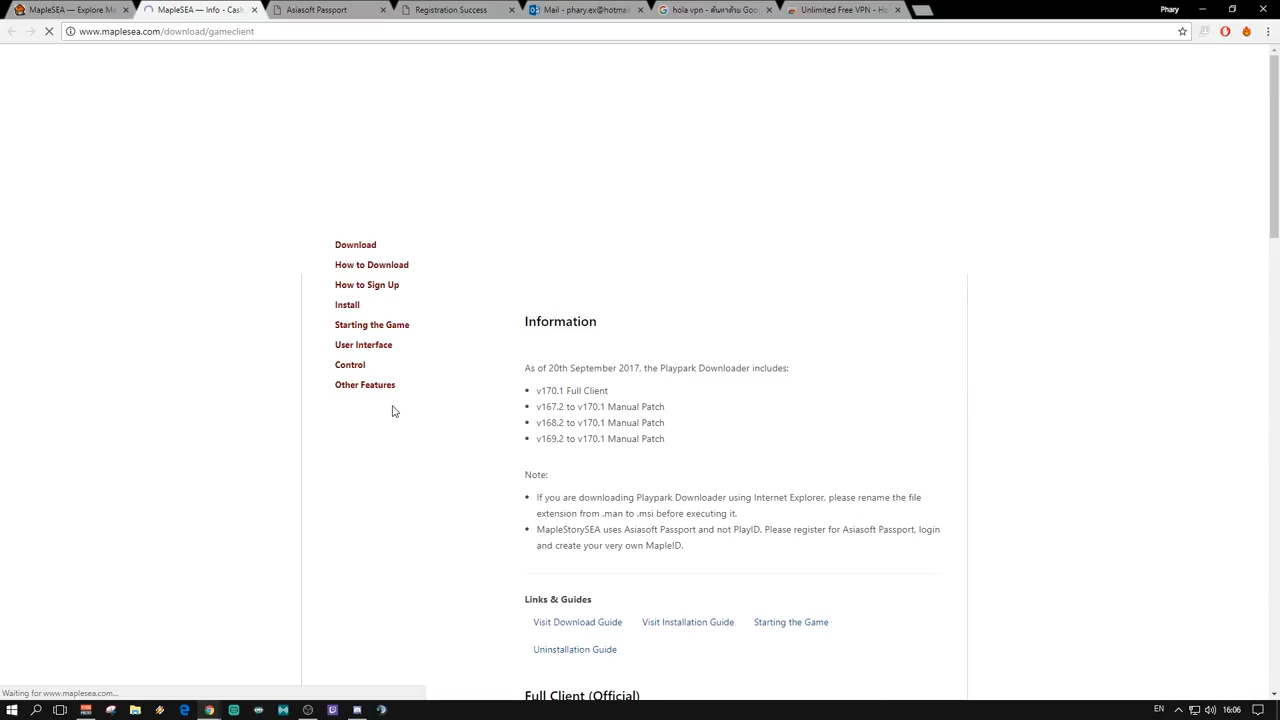 MapleSEA — Explore M
MapleSEA — Info - Cash
Asiasoft Passport
Registration Success
Mail - phary.ex@hotmail
hola vpn - ค้นหาด้วย Goo
Unlimited Free VPN - Ho
Phary
www.maplesea.com/download/gameclient
Download
How to Download
How to Sign Up
Install
Starting the Game
User Interface
Control
Other Features
Information
As of 20th September 2017, the Playpark Downloader includes:
v170.1 Full Client
v167.2 to v170.1 Manual Patch
v168.2 to v170.1 Manual Patch
v169.2 to v170.1 Manual Patch
Note:
If you are downloading Playpark Downloader using Internet Explorer, please rename the file
extension from .man to .msi before executing it.
MapleStorySEA uses Asiasoft Passport and not PlayID. Please register for Asiasoft Passport, login
and create your very own MapleID.
Links & Guides
Visit Download Guide Visit Installation Guide Starting the Game
Uninstallation Guide
Full Client (Official)
Waiting for www.maplesea.com...
EN
16:06